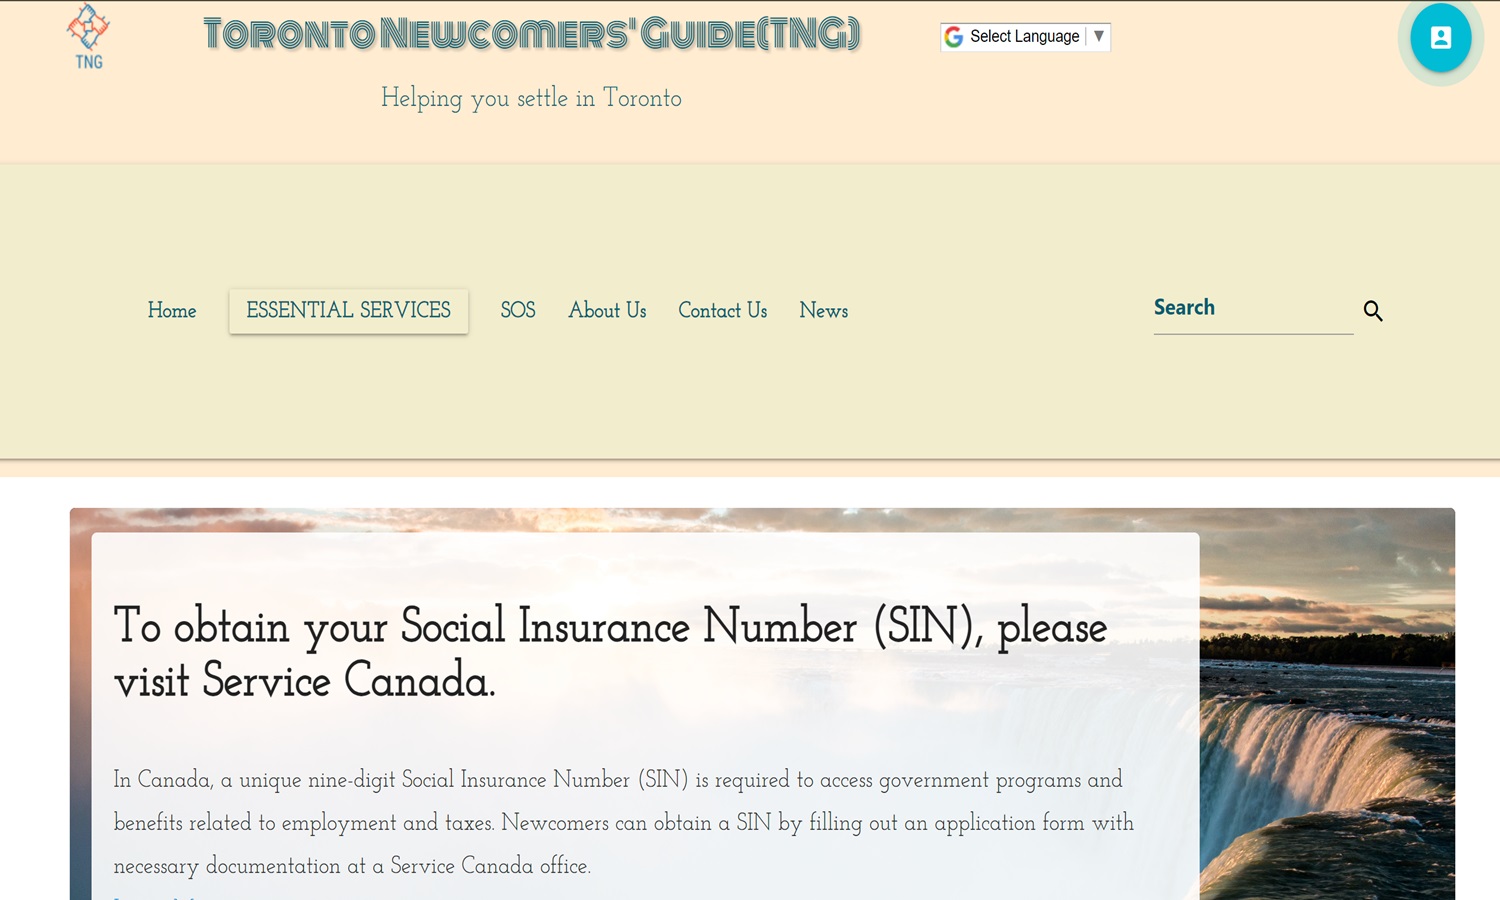 TNG
Toronto Newcomers' Guide(TNG)
Select Language ▼
Helping you settle in Toronto
Home
ESSENTIAL SERVICES
SOS
About Us
Contact Us
News
Search
To obtain your Social Insurance Number (SIN), please
visit Service Canada.
In Canada, a unique nine-digit Social Insurance Number (SIN) is required to access government programs and
benefits related to employment and taxes. Newcomers can obtain a SIN by filling out an application form with
necessary documentation at a Service Canada office.